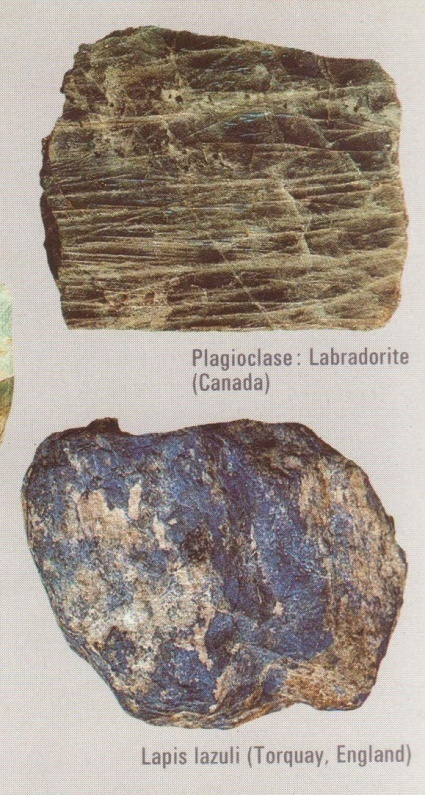 Plagioclase: Labradorite
(Canada)
Lapis lazuli (Torquay, England)